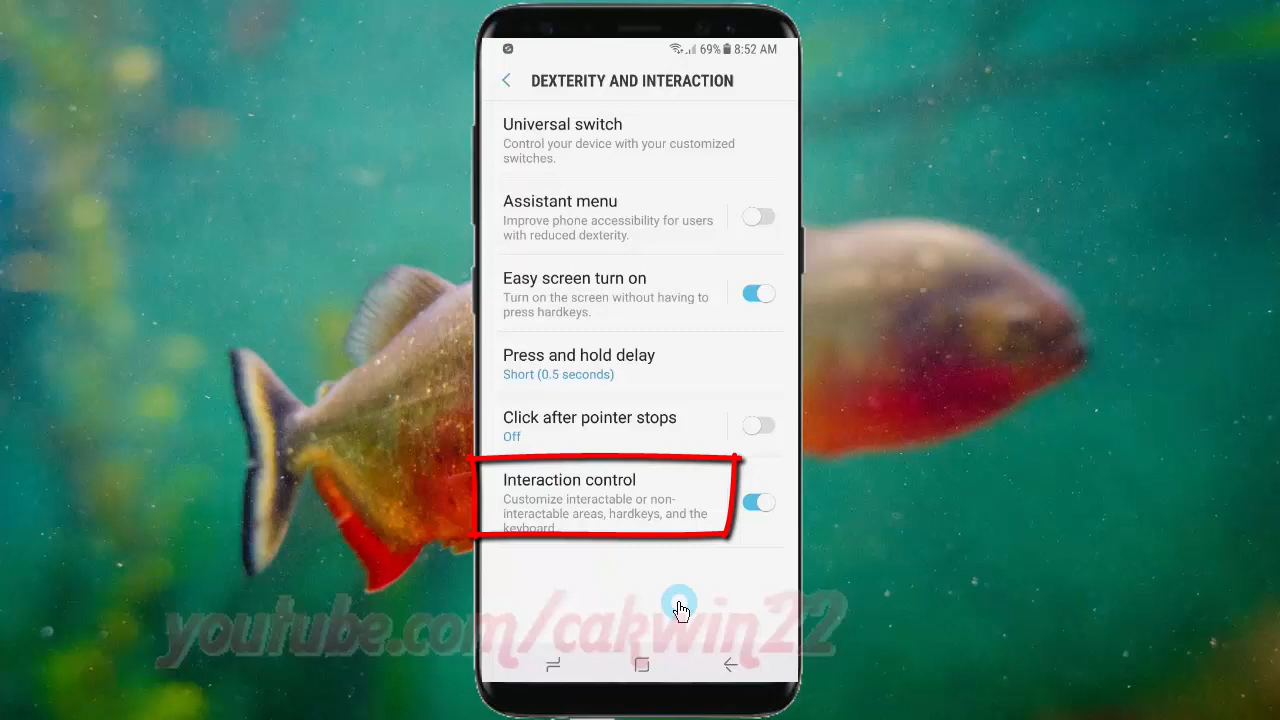 69% 8:52 AM
DEXTERITY AND INTERACTION
Universal switch
Control your device with your customized
switches.
Assistant menu
Improve phone accessibility for users
with reduced dexterity.
Easy screen turn on
Turn on the screen without having to
press hardkeys.
Press and hold delay
Short (0.5 seconds)
Click after pointer stops
Off
Interaction control
Customize interactable or non-
interactable areas, hardkeys, and the
keyboard.
youtube.com/cakwin22